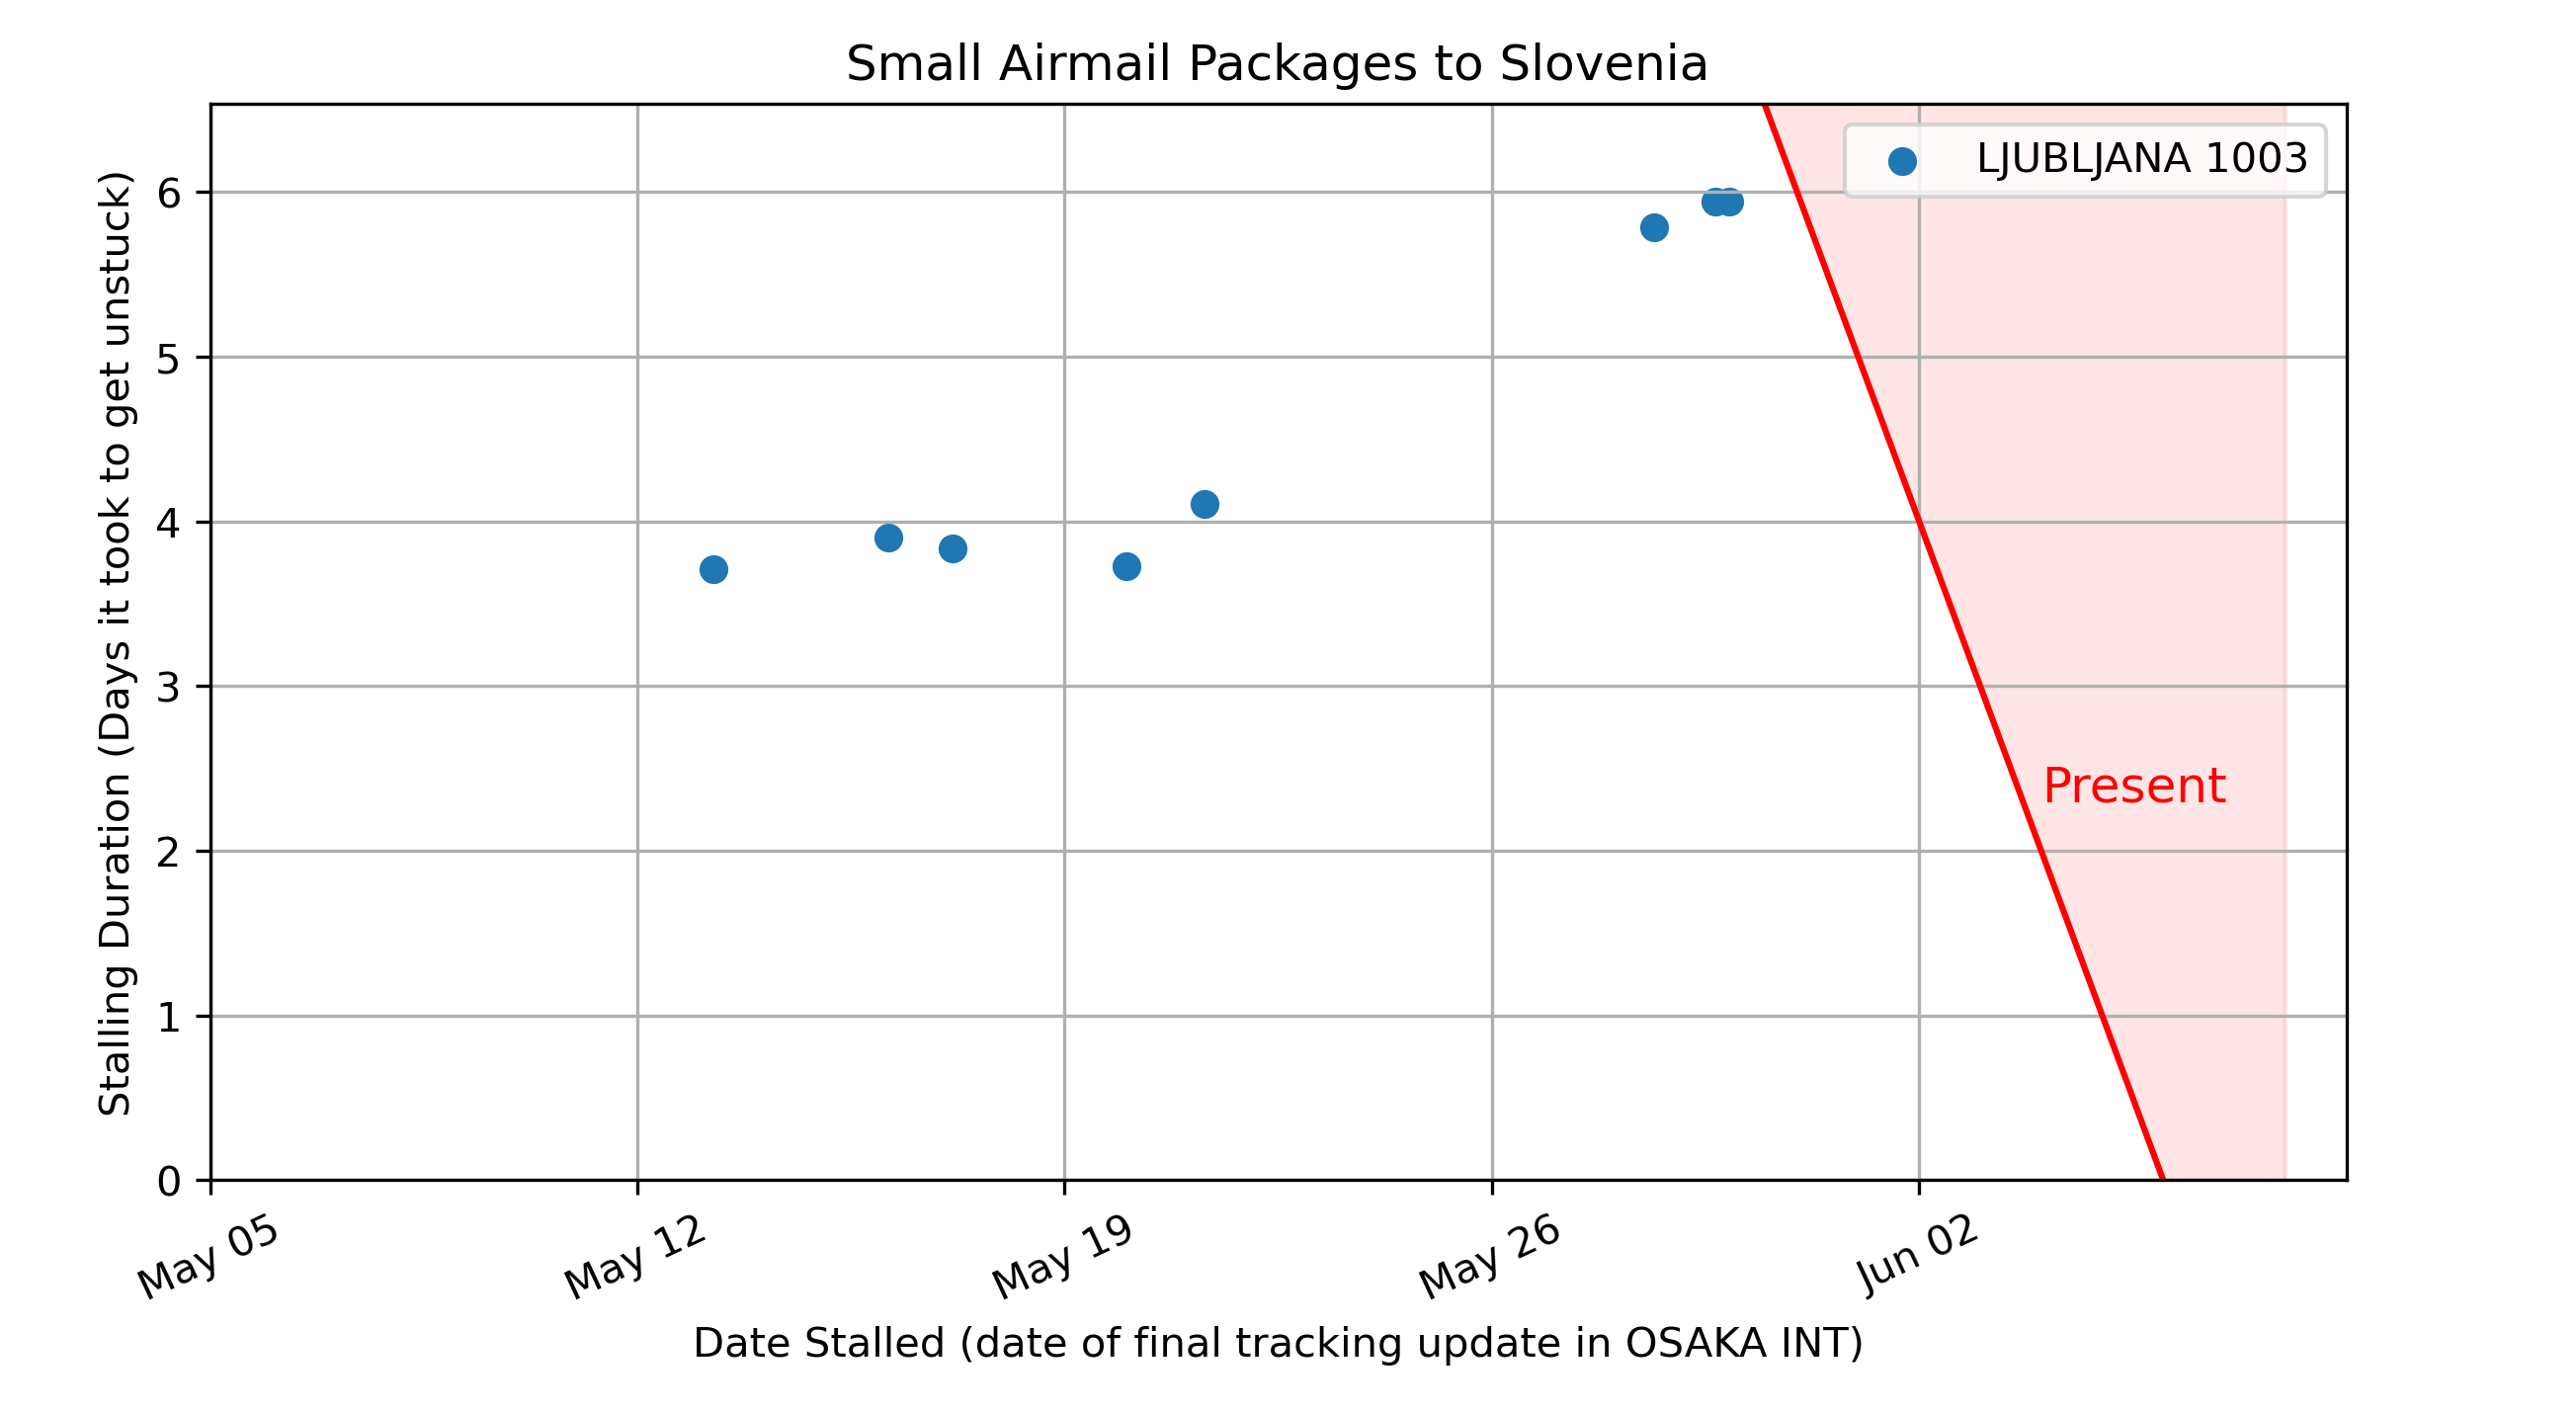 Small Airmail Packages to Slovenia
LJUBLJANA 1003
Stalling Duration (Days it took to get unstuck)
6
5
4
3
2
1
0
Present
May 05
May 12
May 19
May 26
Jun 02
Date Stalled (date of final tracking update in OSAKA INT)